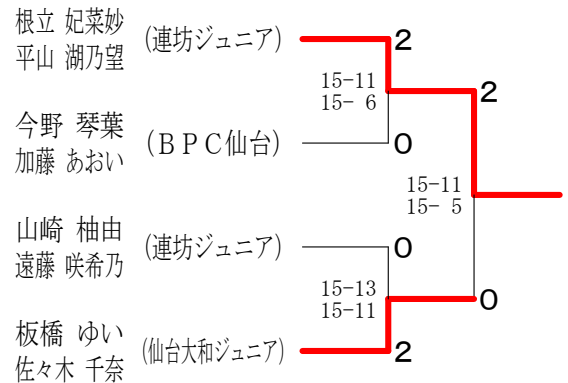 根立 妃菜妙
平山 湖乃望
(連坊ジュニア)
2
15-11
15- 6
2
今野 琴葉
加藤 あおい
(ＢＰＣ仙台)
0
15-11
15- 5
山崎 柚由
遠藤 咲希乃
(連坊ジュニア)
0
15-13
15-11
0
板橋 ゆい
佐々木 千奈
(仙台大和ジュニア)
2